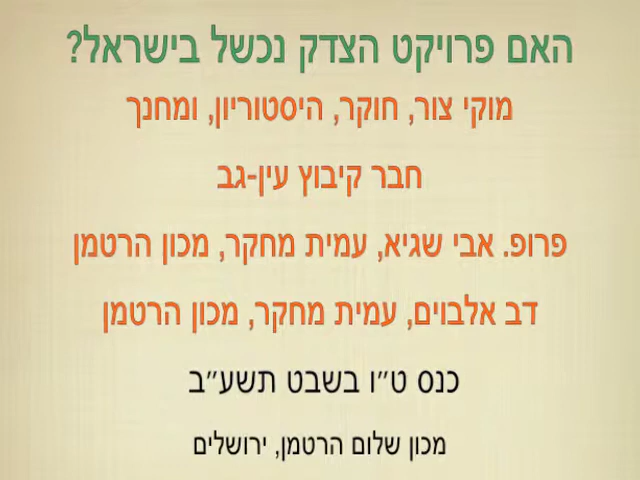 האם פרויקט הצדק נכשל בישראל?
מוקי צור, חוקר, היסטוריון, ומחנך
חבר קיבוץ עין-גב
פרופ. אבי שגיא, עמית מחקר, מכון הרטמן
דב אלבוים, עמית מחקר, מכון הרטמן
כנס ט״ו בשבט תשע״ב
מכון שלום הרטמן, ירושלים